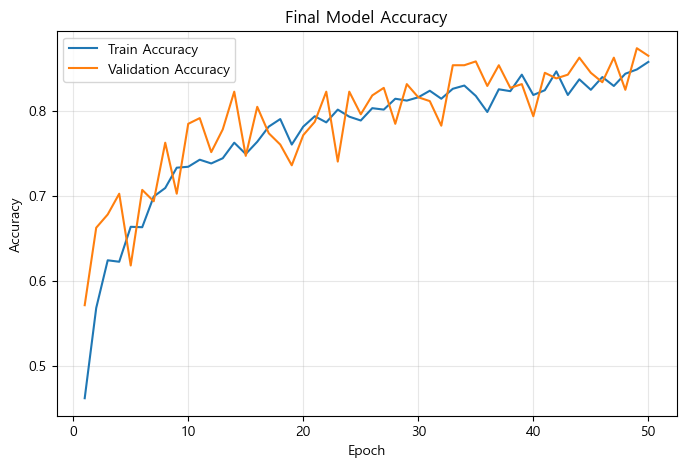 Final Model Accuracy
Train Accuracy
Validation Accuracy
0.8
0.7
0.6
0.5
Accuracy
0 10 20 30 40 50
Epoch